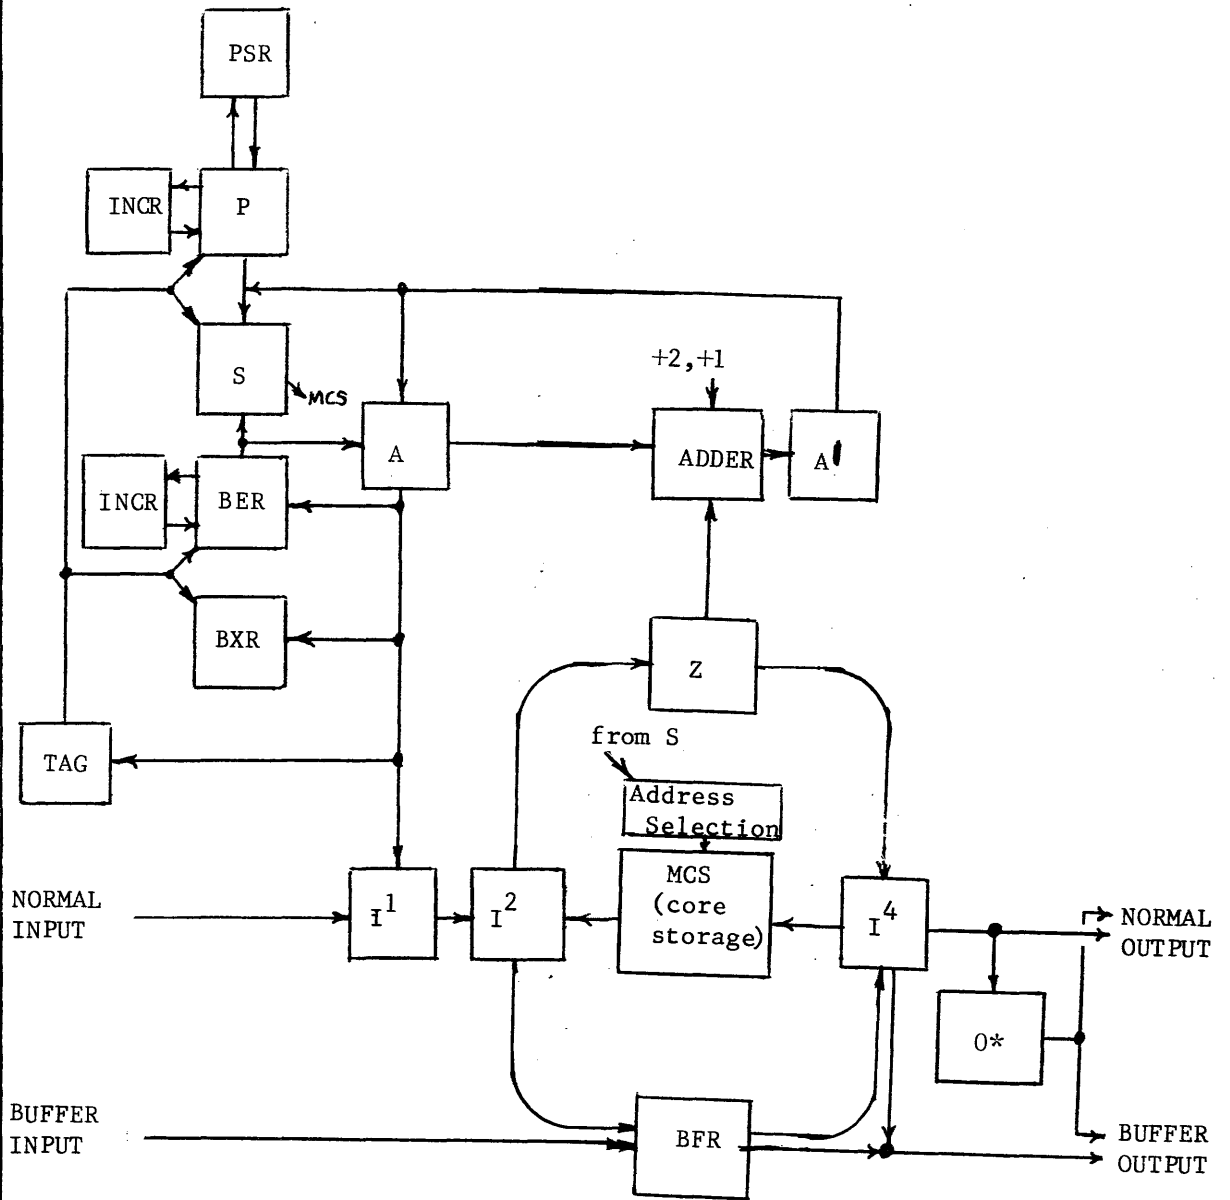 PSR
INCR
P
S
MCS
+2,+1
A
ADDER
A'
INCR
BER
BXR
Z
TAG
from S
Address
Selection
MCS
(core
storage)
NORMAL
INPUT
I¹
I²
I⁴
NORMAL
OUTPUT
O*
BUFFER
INPUT
BFR
BUFFER
OUTPUT